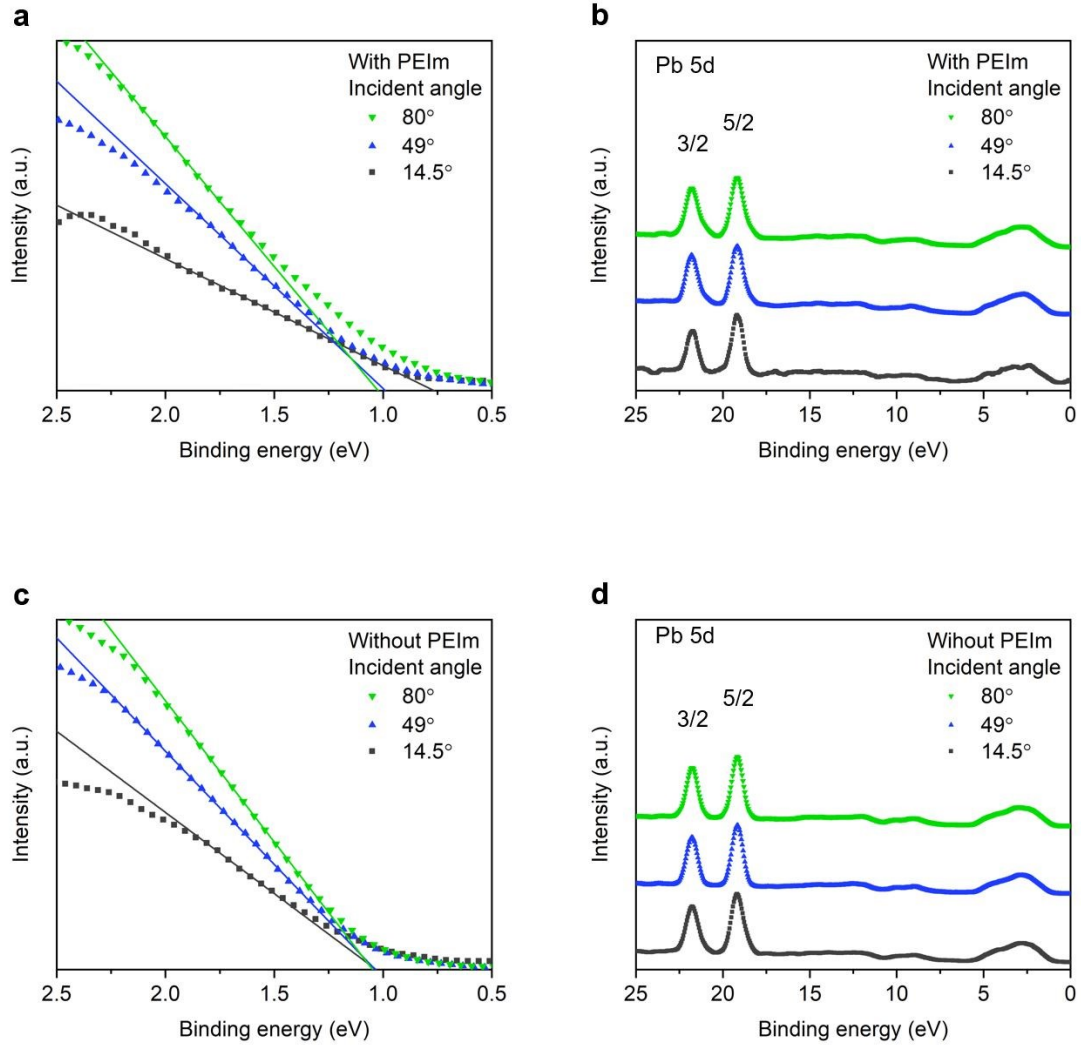 a
With PEIm
Incident angle
80°
49°
14.5°
Intensity (a.u.)
2.5 2.0 1.5 1.0 0.5
Binding energy (eV)
b
Pb 5d
With PEIm
Incident angle
80°
49°
14.5°
3/2
5/2
Intensity (a.u.)
25 20 15 10 5 0
Binding energy (eV)
c
Without PEIm
Incident angle
80°
49°
14.5°
Intensity (a.u.)
2.5 2.0 1.5 1.0 0.5
Binding energy (eV)
d
Pb 5d
Wihout PEIm
Incident angle
80°
49°
14.5°
3/2
5/2
Intensity (a.u.)
25 20 15 10 5 0
Binding energy (eV)